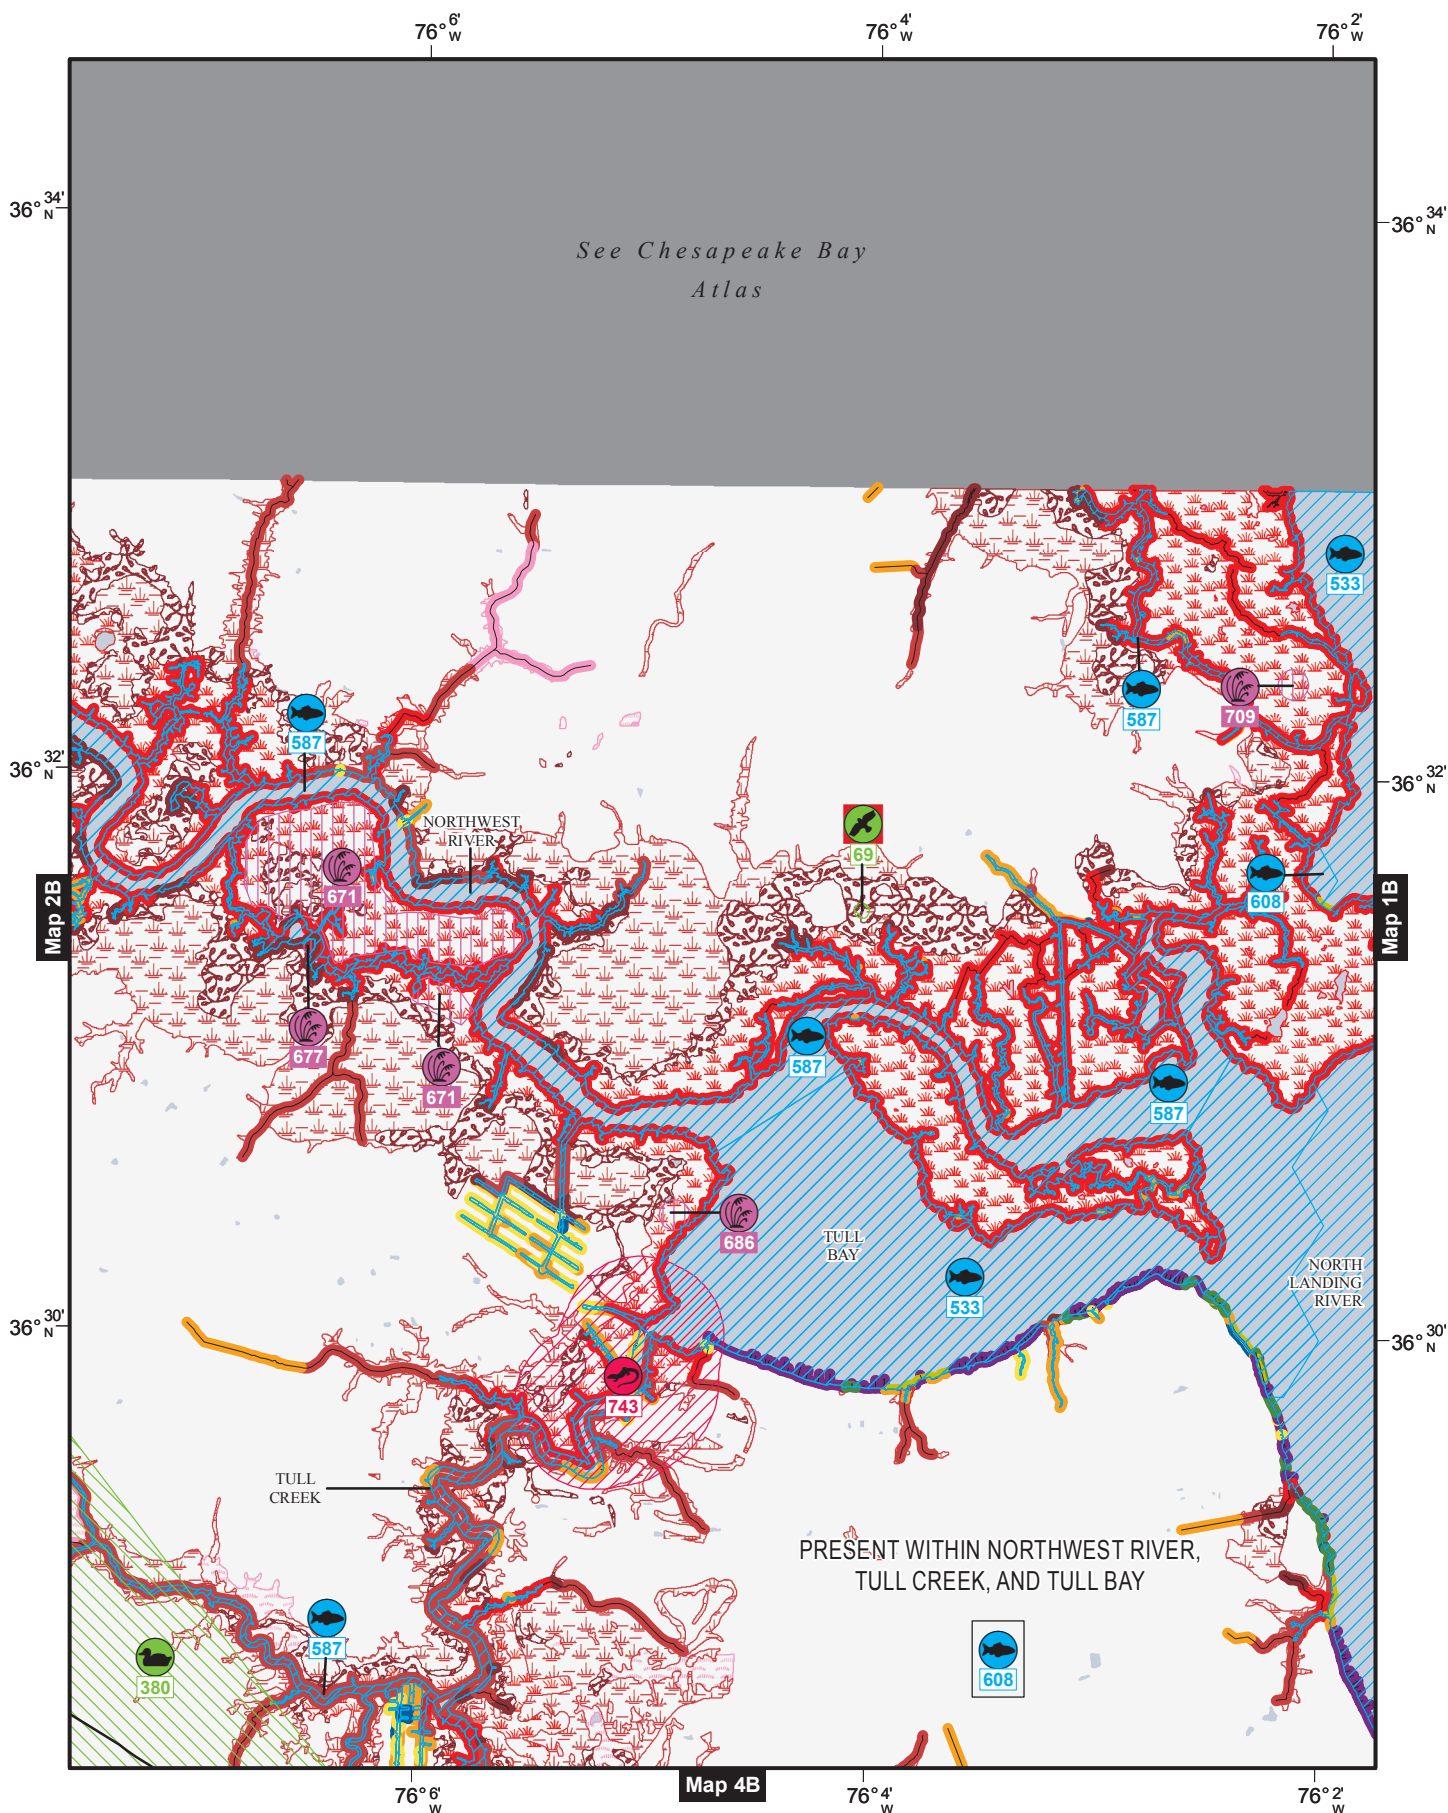 76° 6' W
76° 4' W
76° 2' W
36° 34' N
36° 34' N
See Chesapeake Bay
Atlas
533
587
709
587
36° 32' N
36° 32' N
NORTHWEST
RIVER
69
671
608
Map 2B
Map 1B
677
671
587
587
686
TULL
BAY
533
NORTH
LANDING
RIVER
36° 30' N
36° 30' N
743
TULL
CREEK
PRESENT WITHIN NORTHWEST RIVER,
TULL CREEK, AND TULL BAY
587
380
608
Map 4B
76° 6' W
76° 4' W
76° 2' W